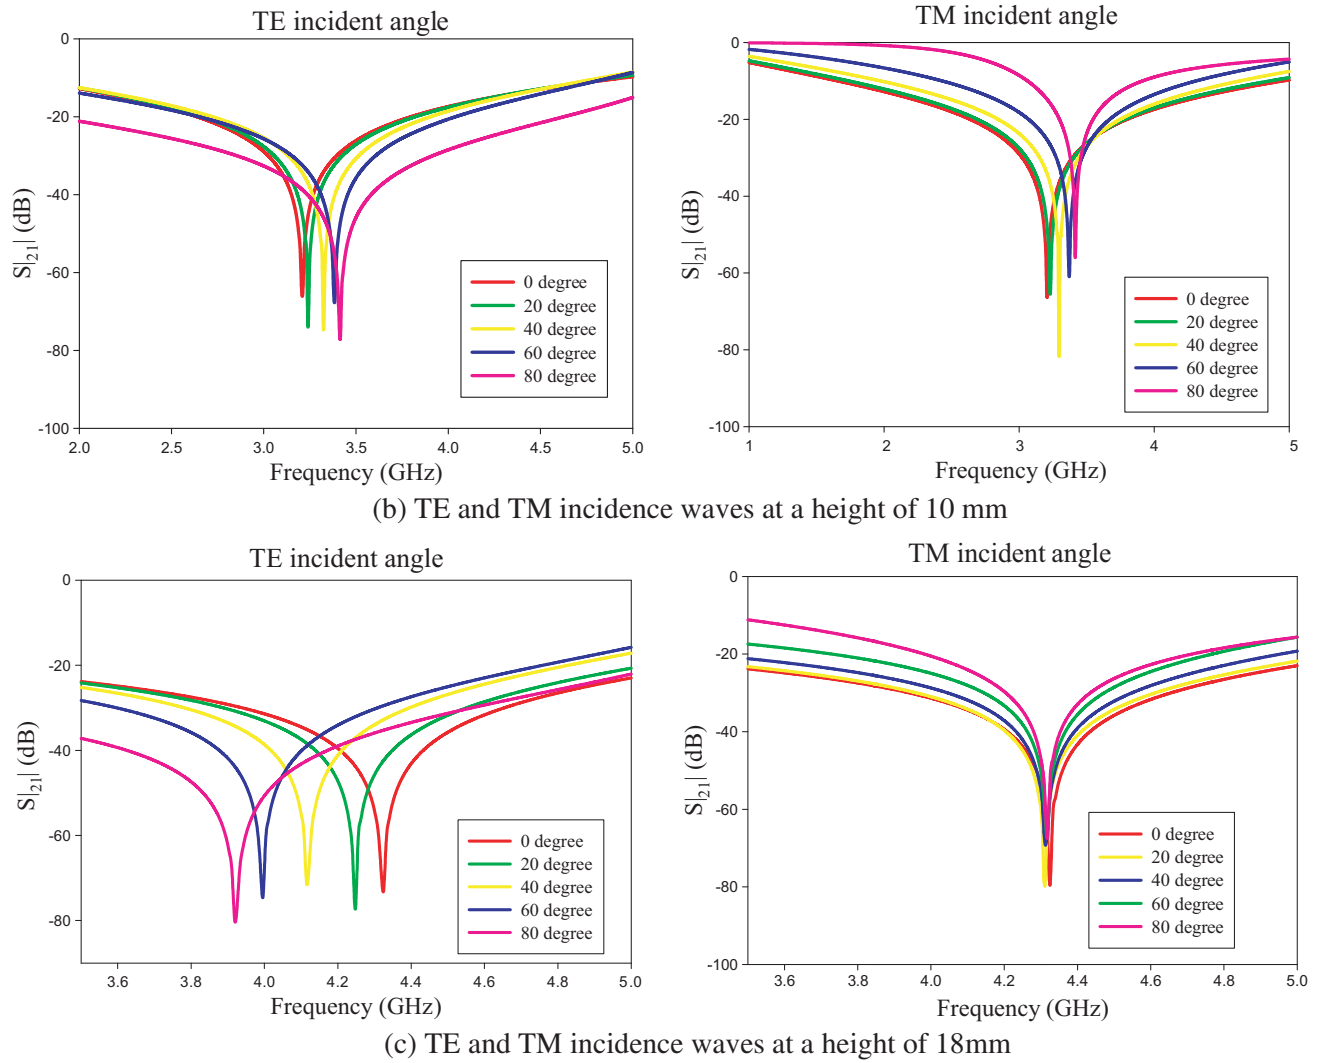 TE incident angle
0
-20
-40
-60
-80
-100
S|₂₁| (dB)
0 degree
20 degree
40 degree
60 degree
80 degree
2.0 2.5 3.0 3.5 4.0 4.5 5.0
Frequency (GHz)
TM incident angle
0
-20
-40
-60
-80
-100
S|₂₁| (dB)
0 degree
20 degree
40 degree
60 degree
80 degree
1 2 3 4 5
Frequency (GHz)
(b) TE and TM incidence waves at a height of 10 mm
TE incident angle
0
-20
-40
-60
-80
S|₂₁| (dB)
0 degree
20 degree
40 degree
60 degree
80 degree
3.6 3.8 4.0 4.2 4.4 4.6 4.8 5.0
Frequency (GHz)
TM incident angle
0
-20
-40
-60
-80
-100
S|₂₁| (dB)
0 degree
20 degree
40 degree
60 degree
80 degree
3.6 3.8 4.0 4.2 4.4 4.6 4.8 5.0
Frequency (GHz)
(c) TE and TM incidence waves at a height of 18mm